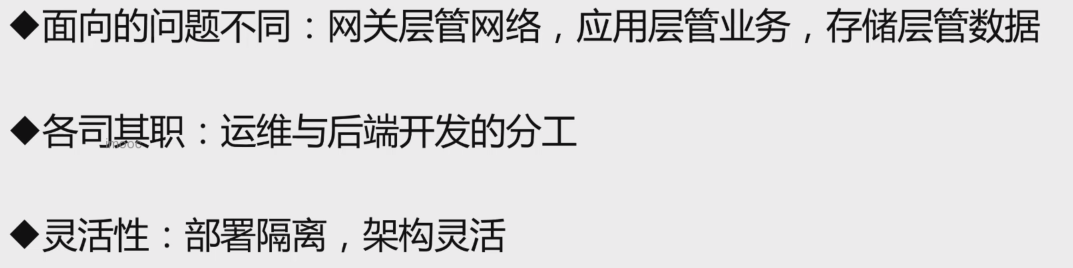 ◆面向的问题不同：网关层管网络，应用层管业务，存储层管数据
◆各司其职：运维与后端开发的分工
◆灵活性：部署隔离，架构灵活